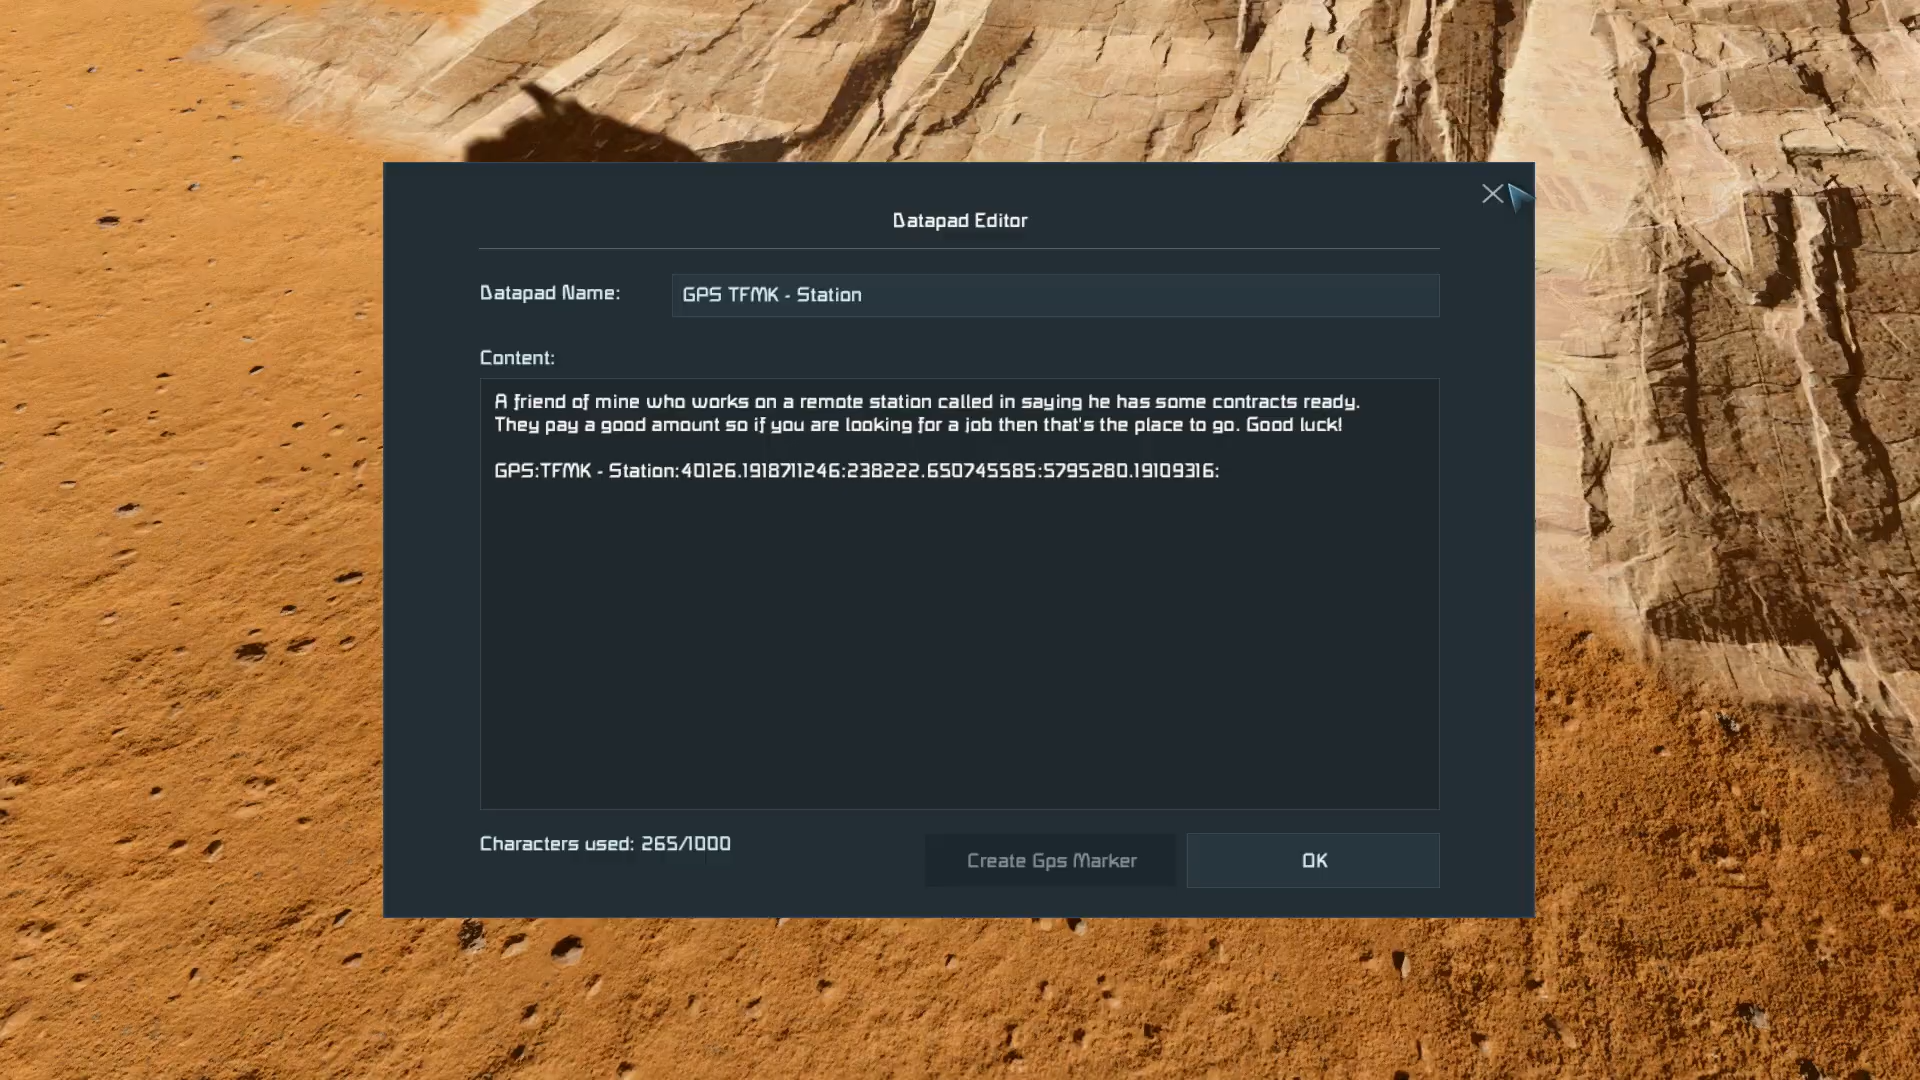 Datapad Editor
Datapad Name: GPS TFMK - Station
Content:
A friend of mine who works on a remote station called in saying he has some contracts ready.
They pay a good amount so if you are looking for a job then that's the place to go. Good luck!
GPS:TFMK - Station:40126.1918711246:238222.650745585:5795280.19109316:
Characters used: 265/1000
Create Gps Marker
OK